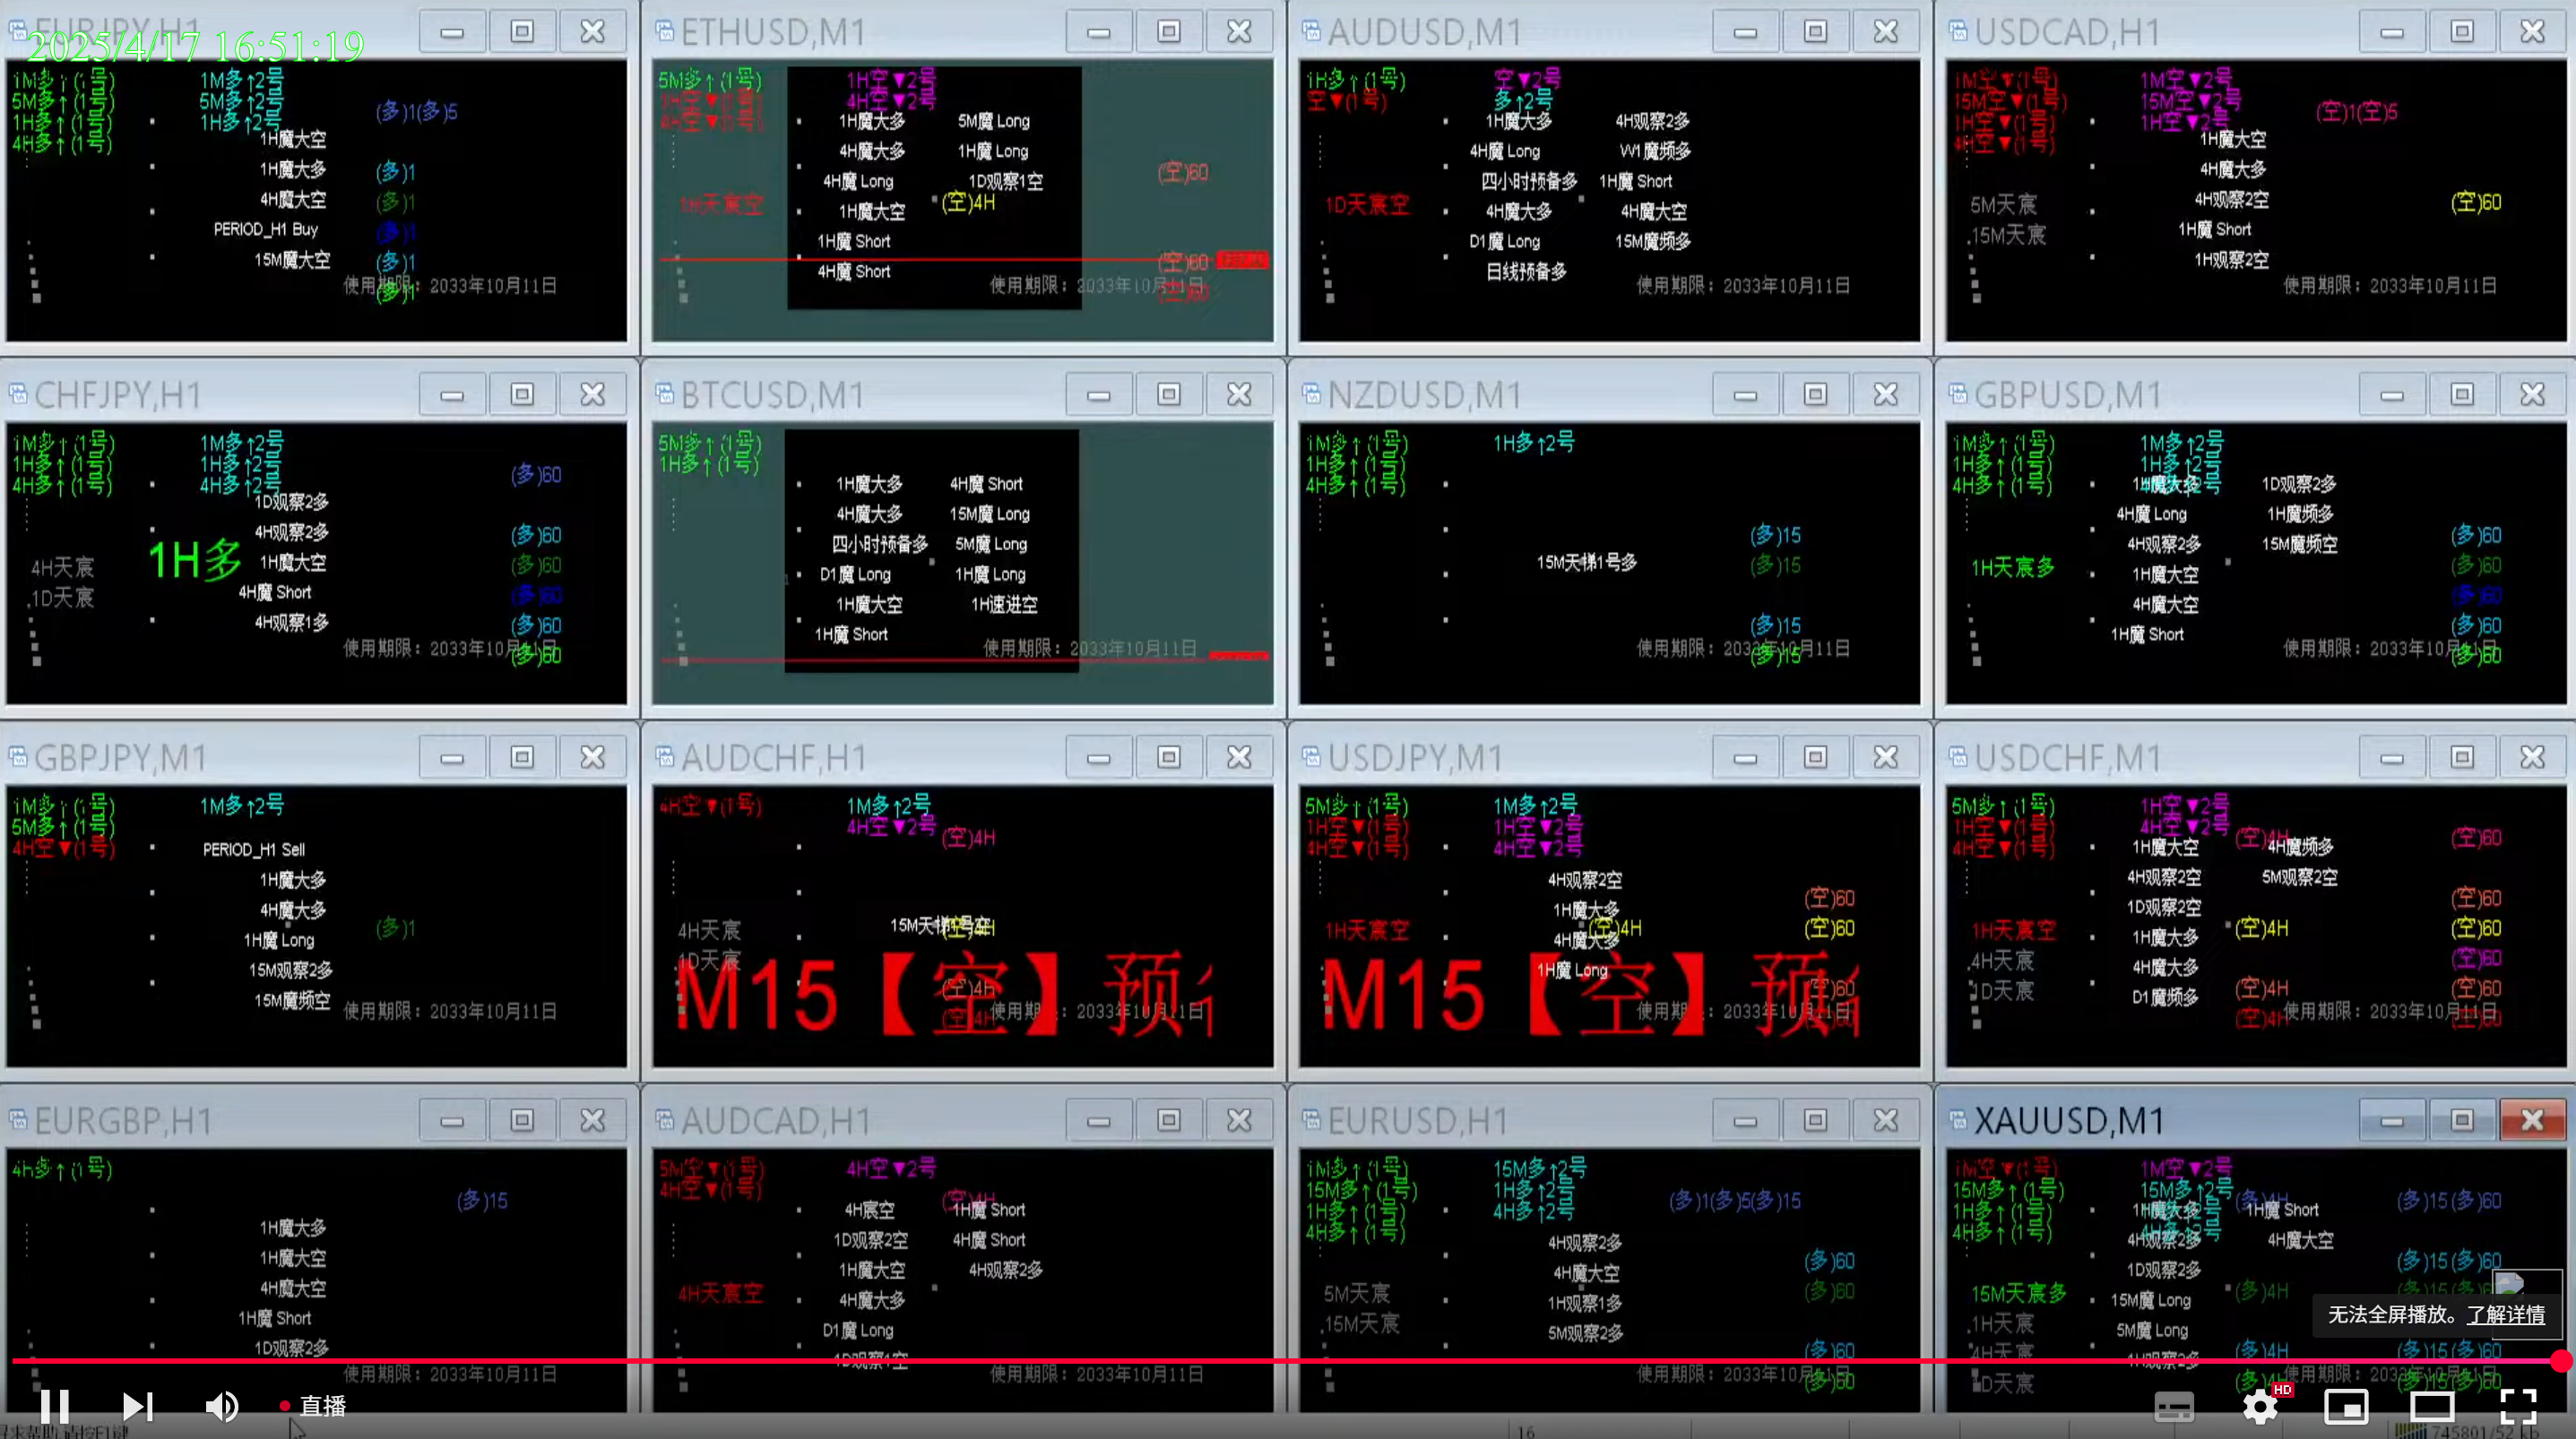 EURJPY,H1
2025/4/17 16:51:19
1M多↑(1号)
1M多↑2号
5M多↑(1号)
5M多↑2号
(多)1(多)5
1H多↑(1号)
1H多↑2号
4H多↑(1号)
1H魔大空
1H魔大多
(多)1
4H魔大空
(多)1
PERIOD_H1 Buy
(多)1
15M魔大空
(多)1
使用期限：2033年10月11日
(多)1
ETHUSD,M1
5M多↑(1号)
1H空▼2号
1H空▼(1号)
4H空▼2号
4H空▼(1号)
1H魔大多
5M魔 Long
4H魔大多
1H魔 Long
(空)60
4H魔 Long
1D观察1空
1H天宸空
1H魔大空
(空)4H
1H魔 Short
4H魔 Short
(空)60
使用期限：2033年10月11日
(空)60
AUDUSD,M1
1H多↑(1号)
空▼2号
空▼(1号)
多↑2号
1H魔大多
4H观察2多
4H魔 Long
W1魔频多
四小时预备多
1H魔 Short
1D天宸空
4H魔大多
4H魔大空
D1魔 Long
15M魔频多
日线预备多
使用期限：2033年10月11日
USDCAD,H1
1M空▼(1号)
1M空▼2号
15M空▼(1号)
15M空▼2号
(空)1(空)5
1H空▼(1号)
1H空▼2号
4H空▼(1号)
1H魔大空
4H魔大多
5M天宸
4H观察2空
(空)60
15M天宸
1H魔 Short
1H观察2空
使用期限：2033年10月11日
CHFJPY,H1
1M多↑(1号)
1M多↑2号
1H多↑(1号)
1H多↑2号
(多)60
4H多↑(1号)
4H多↑2号
1D观察2多
4H观察2多
(多)60
1H多
4H天宸
1H魔大空
(多)60
1D天宸
4H魔 Short
(多)60
4H观察1多
(多)60
使用期限：2033年10月11日
(多)60
BTCUSD,M1
5M多↑(1号)
1H多↑(1号)
1H魔大多
4H魔 Short
4H魔大多
15M魔 Long
四小时预备多
5M魔 Long
D1魔 Long
1H魔 Long
1H魔大空
1H速进空
1H魔 Short
使用期限：2033年10月11日
NZDUSD,M1
1M多↑(1号)
1H多↑2号
1H多↑(1号)
4H多↑(1号)
(多)15
15M天梯1号多
(多)15
(多)15
使用期限：2033年10月11日
(多)15
GBPUSD,M1
1M多↑(1号)
1M多↑2号
1H多↑(1号)
1H多↑2号
4H多↑(1号)
1H魔大多
1D观察2多
4H魔 Long
1H魔频多
4H观察2多
15M魔频空
(多)60
1H天宸多
1H魔大空
(多)60
4H魔大空
(多)60
1H魔 Short
(多)60
使用期限：2033年10月11日
(多)60
GBPJPY,M1
1M多↑(1号)
1M多↑2号
5M多↑(1号)
4H空▼(1号)
PERIOD_H1 Sell
1H魔大多
4H魔大多
(多)1
1H魔 Long
15M观察2多
15M魔频空
使用期限：2033年10月11日
AUDCHF,H1
4H空▼(1号)
1M多↑2号
4H空▼2号
(空)4H
15M天梯1号空
(空)4H
4H天宸
1D天宸
M15【空】预
(空)4H
使用期限：2033年10月11日
(空)4H
USDJPY,M1
5M多↑(1号)
1M多↑2号
1H空▼(1号)
1H空▼2号
4H空▼(1号)
4H空▼2号
4H观察2空
1H魔大多
(空)60
1H天宸空
(空)4H
(空)60
4H魔大多
1H魔 Long
M15【空】预
(空)60
使用期限：2033年10月11日
USDCHF,M1
5M多↑(1号)
1H空▼2号
1H空▼(1号)
4H空▼2号
4H空▼(1号)
(空)4H
(空)60
1H魔大空
4H魔频多
4H观察2空
5M观察2空
1D观察2空
(空)60
1H天宸空
1H魔大多
(空)4H
(空)60
4H天宸
4H魔大多
(空)60
1D天宸
D1魔频多
(空)4H
(空)60
(空)4H
使用期限：2033年10月11日
(空)60
EURGBP,H1
4h多↑(1号)
(多)15
1H魔大多
1H魔大空
4H魔大空
1H魔 Short
1D观察2多
使用期限：2033年10月11日
AUDCAD,H1
5M空▼(1号)
4H空▼2号
4H空▼(1号)
(空)4H
4H宸空
1H魔 Short
1D观察2空
4H魔 Short
1H魔大空
4H观察2多
4H天宸空
4H魔大多
D1魔 Long
1D观察1空
使用期限：2033年10月11日
EURUSD,H1
1M多↑(1号)
15M多↑2号
15M多↑(1号)
1H多↑2号
(多)1(多)5(多)15
1H多↑(1号)
4H多↑2号
4H多↑(1号)
4H观察2多
4H魔大空
(多)60
5M天宸
1H观察1多
(多)60
15M天宸
5M观察2多
(多)60
使用期限：2033年10月11日
(多)60
XAUUSD,M1
1M空▼(1号)
1M空▼2号
15M多↑(1号)
15M多↑2号
(多)4H
(多)15(多)60
1H多↑(1号)
1H魔大多
1H魔 Short
4H多↑(1号)
4H观察2多
4H魔大空
1D观察2多
(多)15(多)60
15M天宸多
15M魔 Long
(多)4H
1H天宸
5M魔 Long
4H天宸
(多)4H
(多)15(多)60
1D天宸
使用期限：2033年10月11日
无法全屏播放。了解详情
直播
HD
16
745801/52 kb